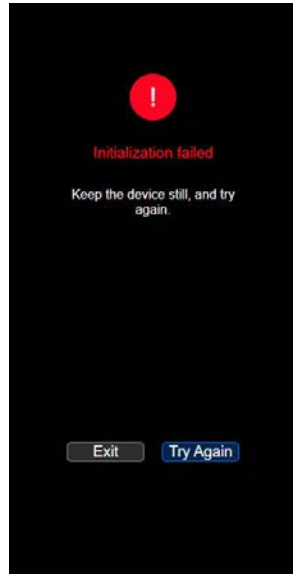 !
Initialization failed
Keep the device still, and try
again.
Exit
Try Again